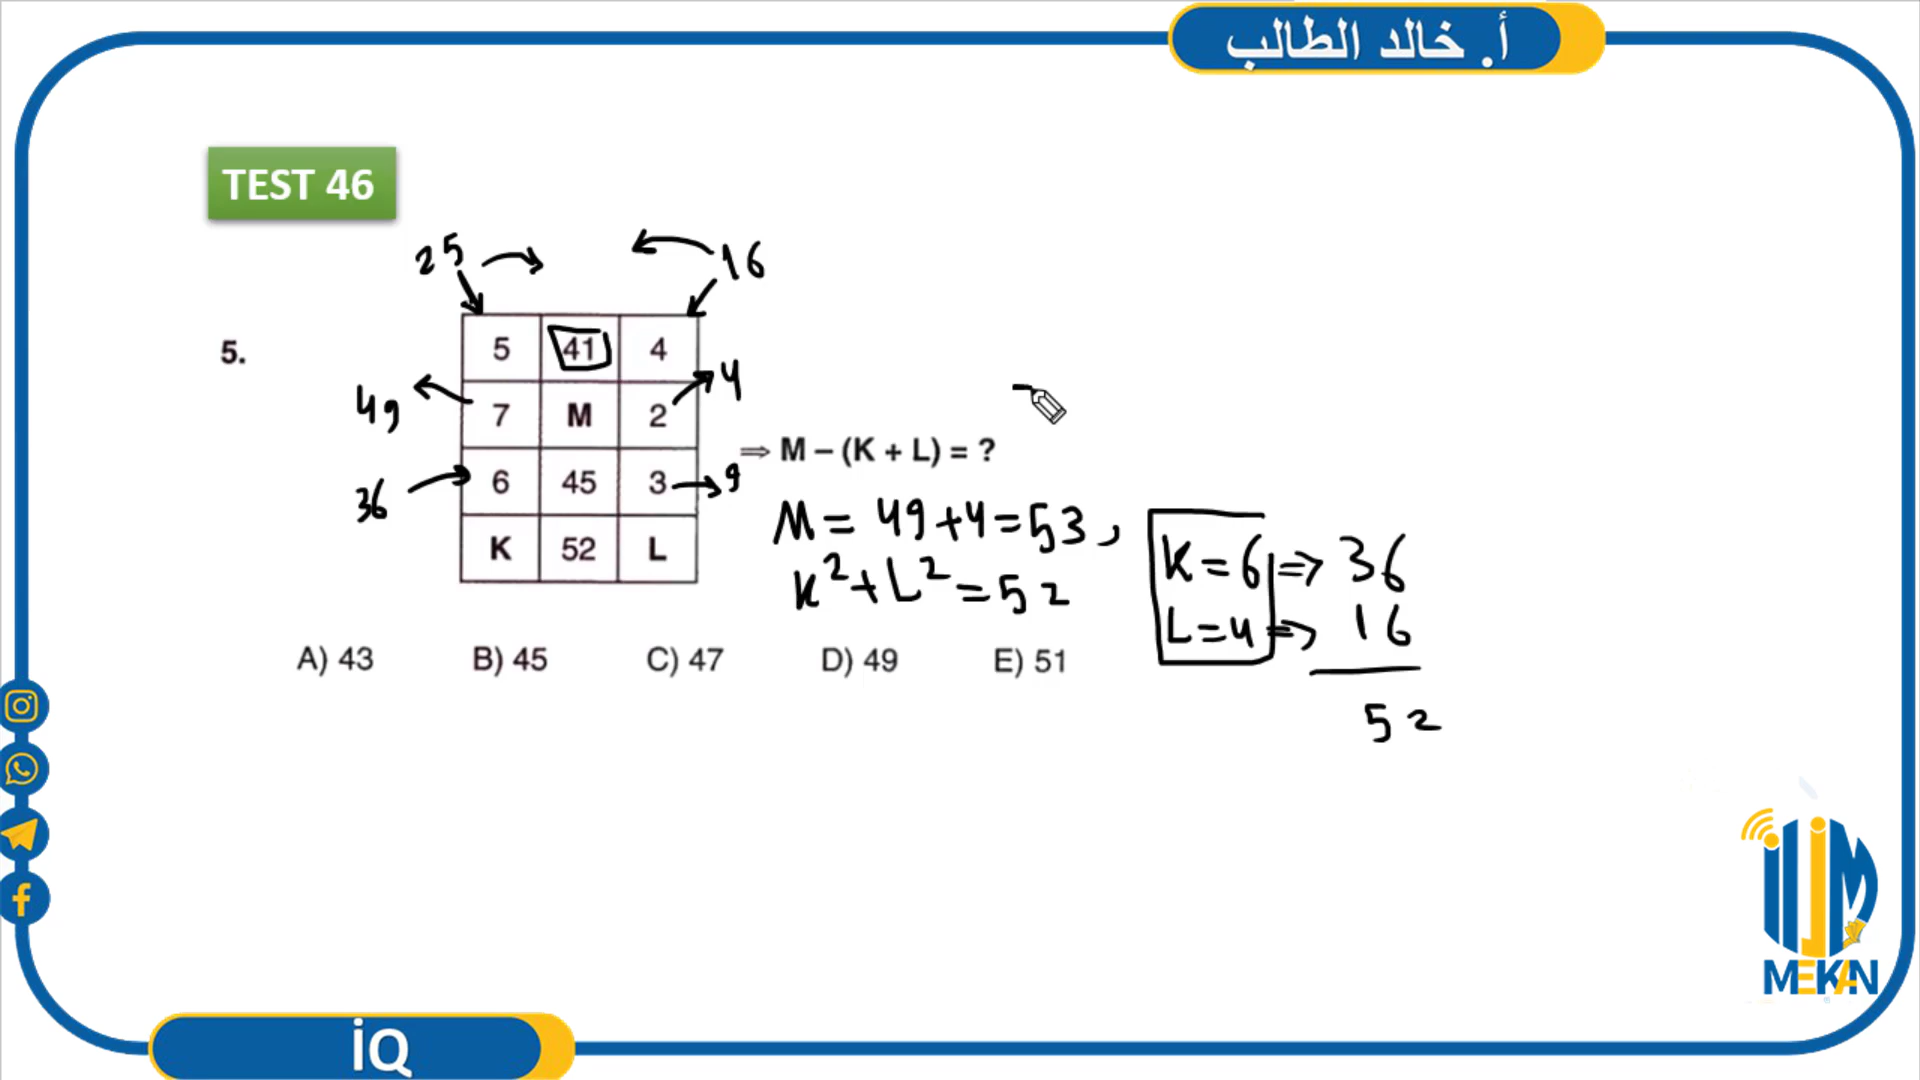 أ. خالد الطالب
TEST 46
25 16
5.
5 41 4
49 7 M 2 4
36 6 45 3 9
K 52 L
⇒ M – (K + L) = ?
M = 49+4=53,
K²+L²=52
K=6 ⇒ 36
L=4 ⇒ 16
52
A) 43 B) 45 C) 47 D) 49 E) 51
MEKAN
İQ